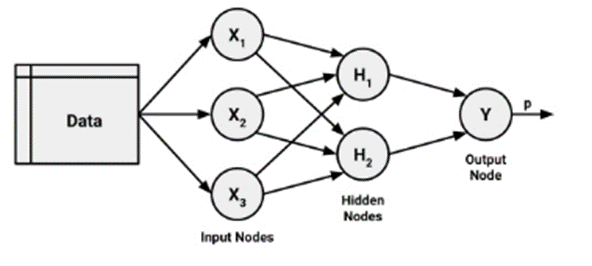 Data
X₁
X₂
X₃
Input Nodes
H₁
H₂
Hidden
Nodes
Y
Output
Node
p